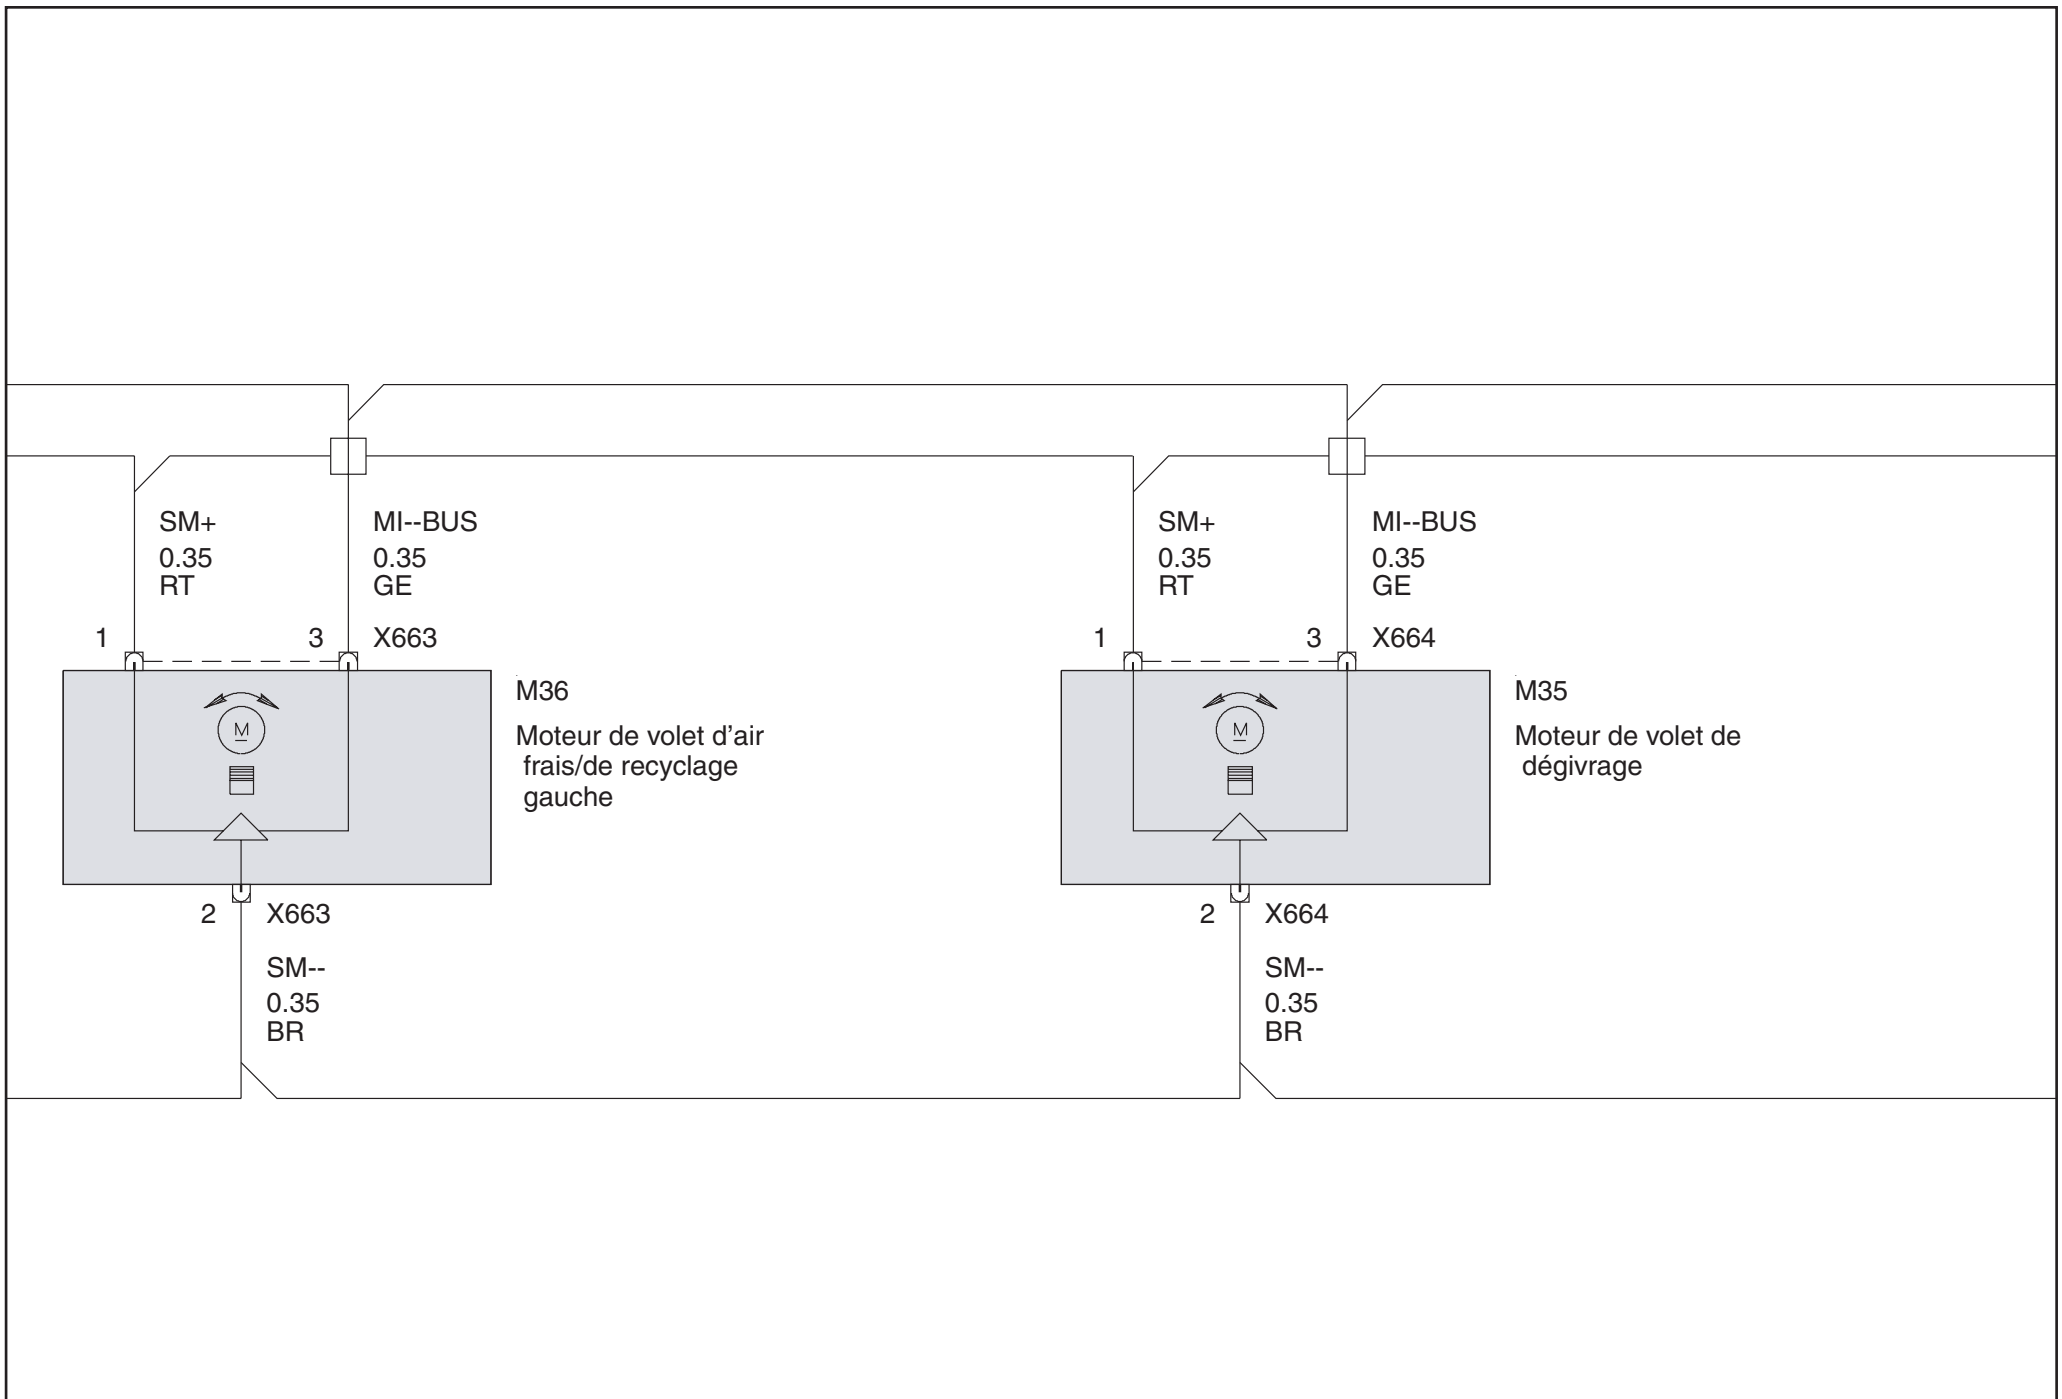 SM+
0.35
RT
MI--BUS
0.35
GE
1
3
X663
M
M36
Moteur de volet d'air
frais/de recyclage
gauche
2
X663
SM--
0.35
BR
SM+
0.35
RT
MI--BUS
0.35
GE
1
3
X664
M
M35
Moteur de volet de
dégivrage
2
X664
SM--
0.35
BR